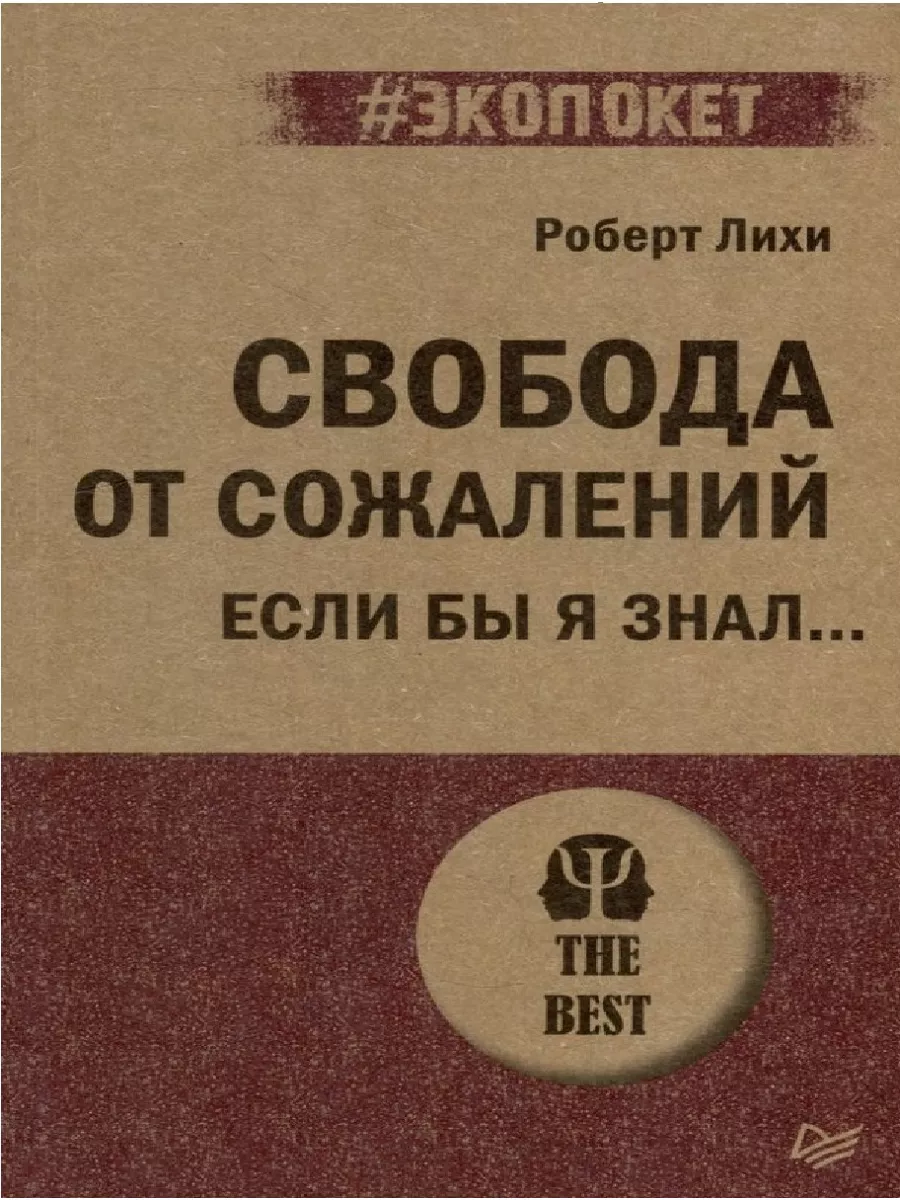 #ЭКОПОКЕТ
Роберт Лихи
СВОБОДА
ОТ СОЖАЛЕНИЙ
ЕСЛИ БЫ Я ЗНАЛ...
Ψ
THE
BEST